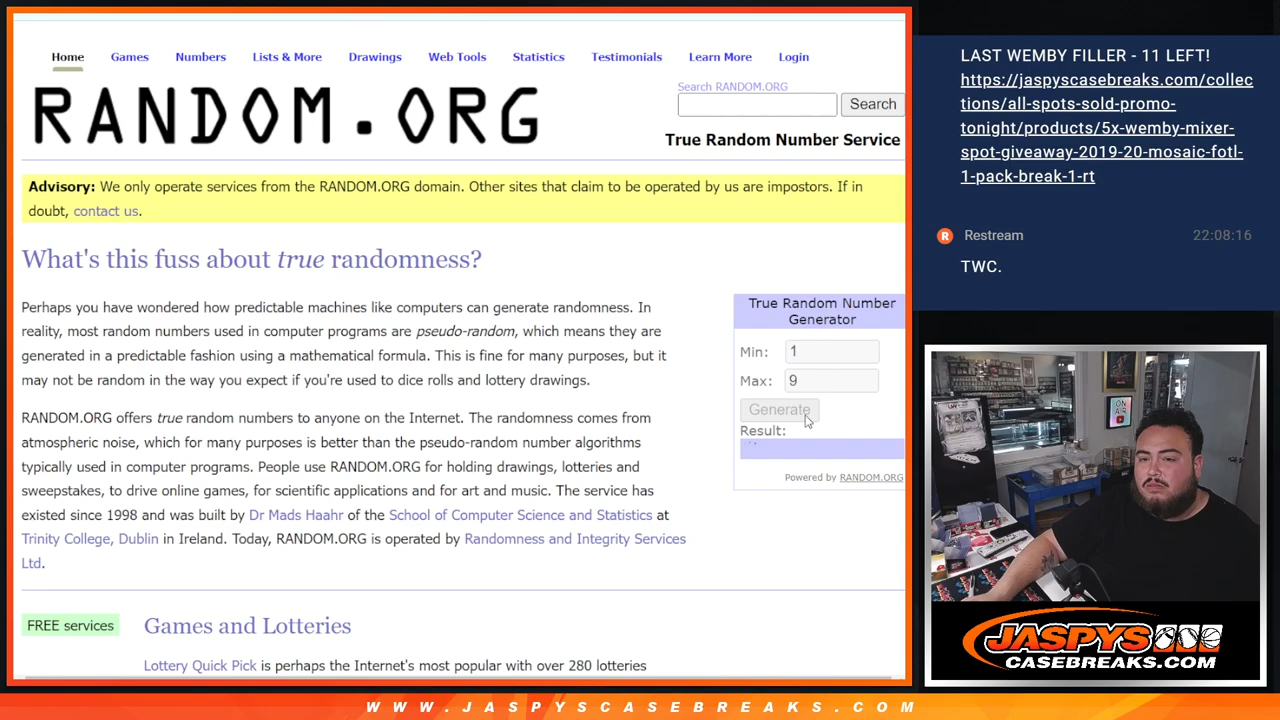 Home Games Numbers Lists & More Drawings Web Tools Statistics Testimonials Learn More Login
RANDOM.ORG
Search RANDOM.ORG
Search
True Random Number Service
Advisory: We only operate services from the RANDOM.ORG domain. Other sites that claim to be operated by us are impostors. If in
doubt, contact us.
What's this fuss about true randomness?
Perhaps you have wondered how predictable machines like computers can generate randomness. In
reality, most random numbers used in computer programs are pseudo-random, which means they are
generated in a predictable fashion using a mathematical formula. This is fine for many purposes, but it
may not be random in the way you expect if you're used to dice rolls and lottery drawings.
RANDOM.ORG offers true random numbers to anyone on the Internet. The randomness comes from
atmospheric noise, which for many purposes is better than the pseudo-random number algorithms
typically used in computer programs. People use RANDOM.ORG for holding drawings, lotteries and
sweepstakes, to drive online games, for scientific applications and for art and music. The service has
existed since 1998 and was built by Dr Mads Haahr of the School of Computer Science and Statistics at
Trinity College, Dublin in Ireland. Today, RANDOM.ORG is operated by Randomness and Integrity Services
Ltd.
True Random Number
Generator
Min: 1
Max: 9
Generate
Result:
Powered by RANDOM.ORG
FREE services
Games and Lotteries
Lottery Quick Pick is perhaps the Internet's most popular with over 280 lotteries
LAST WEMBY FILLER - 11 LEFT!
https://jaspyscasebreaks.com/collec
tions/all-spots-sold-promo-
tonight/products/5x-wemby-mixer-
spot-giveaway-2019-20-mosaic-fotl-
1-pack-break-1-rt
Restream 22:08:16
TWC.
ON
AIR
JASPYS
CASEBREAKS.COM
WWW.JASPYSCASEBREAKS.COM